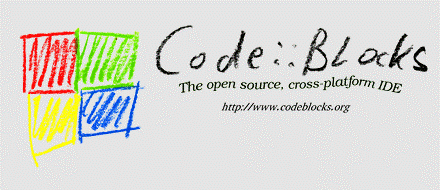 Code::Blocks
The open source, cross-platform IDE
http://www.codeblocks.org